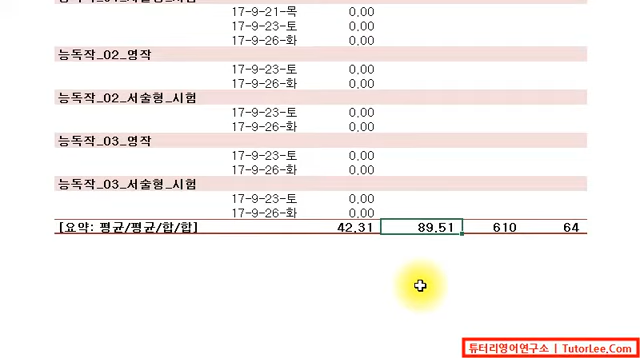 17-9-21-목 0.00
17-9-23-토 0.00
17-9-26-화 0.00
능독작_02_영작
17-9-23-토 0.00
17-9-26-화 0.00
능독작_02_서술형_시험
17-9-23-토 0.00
17-9-26-화 0.00
능독작_03_영작
17-9-23-토 0.00
17-9-26-화 0.00
능독작_03_서술형_시험
17-9-23-토 0.00
17-9-26-화 0.00
[요약: 평균/평균/합/합] 42.31 89.51 610 64
튜터리영어연구소 | TutorLee.Com